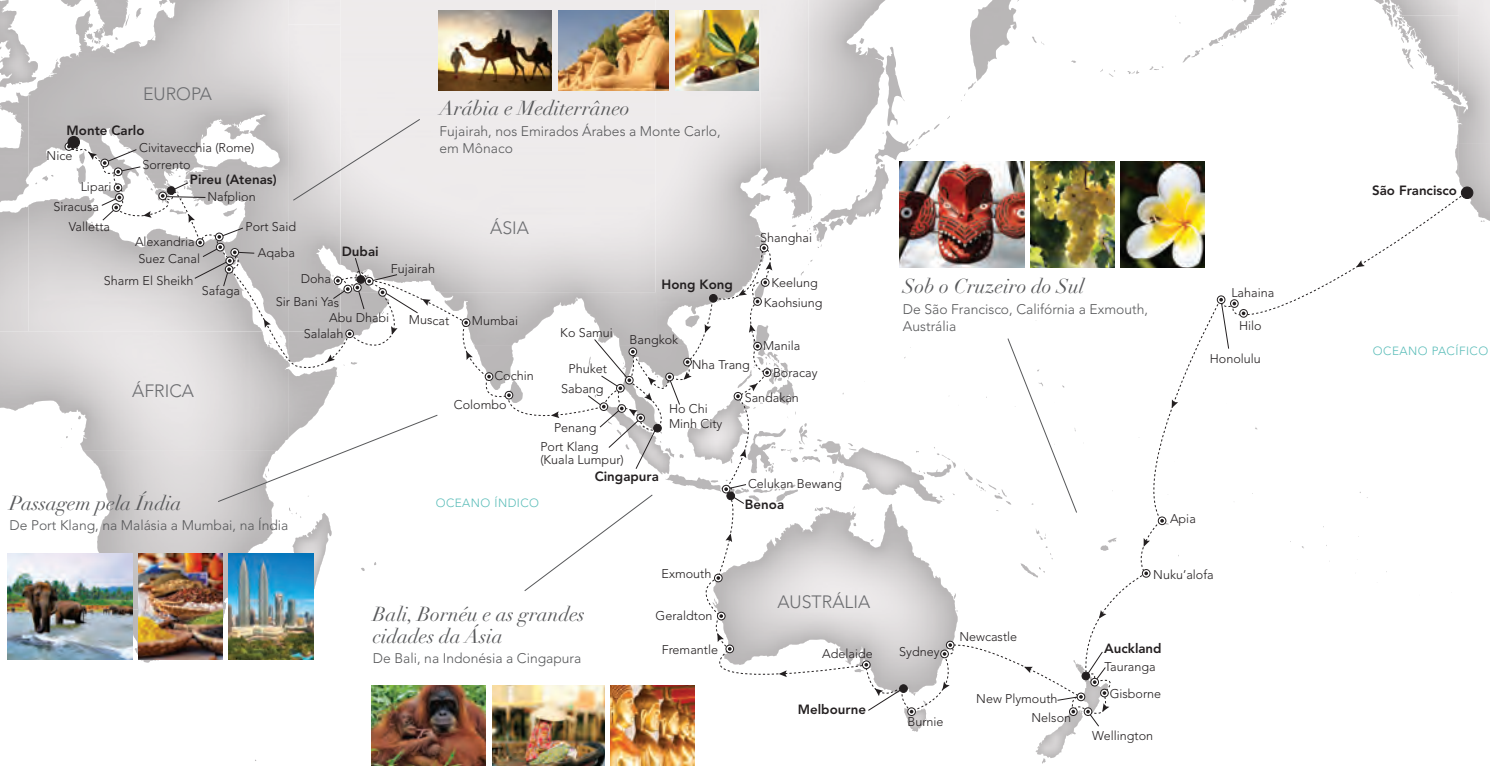 EUROPA
Monte Carlo
Nice
Civitavecchia (Rome)
Sorrento
Pireu (Atenas)
Lipari
Nafplion
Siracusa
Valletta
Port Said
Alexandria
Suez Canal
Aqaba
Sharm El Sheikh
Safaga
Arábia e Mediterrâneo
Fujairah, nos Emirados Árabes a Monte Carlo,
em Mônaco
ÁSIA
Dubai
Doha
Fujairah
Sir Bani Yas
Abu Dhabi
Muscat
Salalah
Mumbai
ÁFRICA
Cochin
Colombo
Shanghai
Hong Kong
Keelung
Kaohsiung
Ko Samui
Bangkok
Manila
Phuket
Nha Trang
Boracay
Sabang
Sandakan
Penang
Ho Chi
Minh City
Port Klang
(Kuala Lumpur)
Cingapura
Celukan Bewang
Benoa
Sob o Cruzeiro do Sul
De São Francisco, Califórnia a Exmouth,
Austrália
São Francisco
Lahaina
Hilo
Honolulu
OCEANO PACÍFICO
Passagem pela Índia
De Port Klang, na Malásia a Mumbai, na Índia
OCEANO ÍNDICO
Bali, Bornéu e as grandes
cidades da Ásia
De Bali, na Indonésia a Cingapura
Apia
Nuku'alofa
Exmouth
AUSTRÁLIA
Geraldton
Fremantle
Adelaide
Sydney
Newcastle
Melbourne
Burnie
Auckland
Tauranga
New Plymouth
Gisborne
Nelson
Wellington